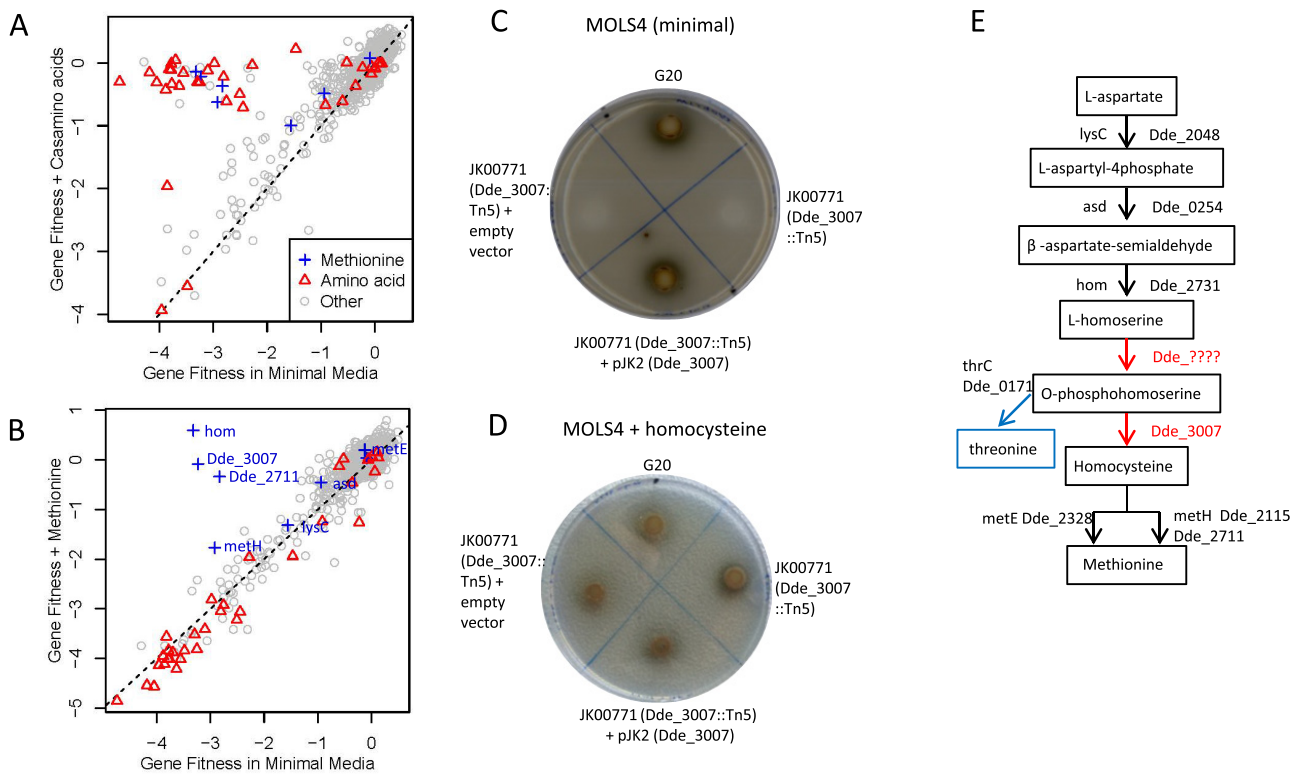 A
Gene Fitness + Casamino acids
0
−1
−2
−3
−4
−4
−3
−2
−1
0
Gene Fitness in Minimal Media
Methionine
Amino acid
Other
B
Gene Fitness + Methionine
1
0
−1
−2
−3
−4
−5
−4
−3
−2
−1
0
Gene Fitness in Minimal Media
hom
Dde_3007
Dde_2711
metE
asd
lysC
metH
C
MOLS4 (minimal)
G20
JK00771
(Dde_3007:
Tn5) +
empty
vector
JK00771
(Dde_3007
::Tn5)
JK00771 (Dde_3007::Tn5)
+ pJK2 (Dde_3007)
D
MOLS4 + homocysteine
G20
JK00771
(Dde_3007::
Tn5) +
empty
vector
JK00771
(Dde_3007
::Tn5)
JK00771 (Dde_3007::Tn5)
+ pJK2 (Dde_3007)
E
L-aspartate
lysC Dde_2048
L-aspartyl-4phosphate
asd Dde_0254
β -aspartate-semialdehyde
hom Dde_2731
L-homoserine
Dde_????
thrC
Dde_0171
O-phosphohomoserine
threonine
Dde_3007
Homocysteine
metE Dde_2328
metH Dde_2115
Dde_2711
Methionine